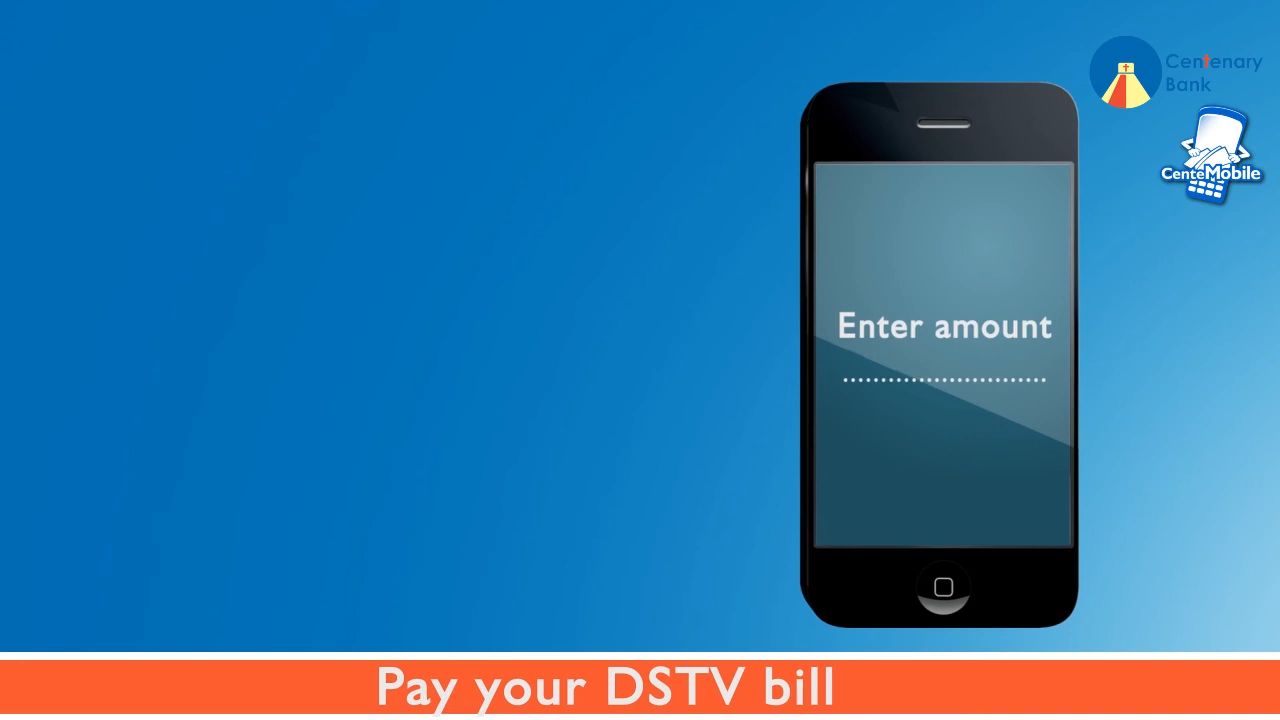 Centenary
Bank
CenteMobile
Enter amount
..........................
Pay your DSTV bill